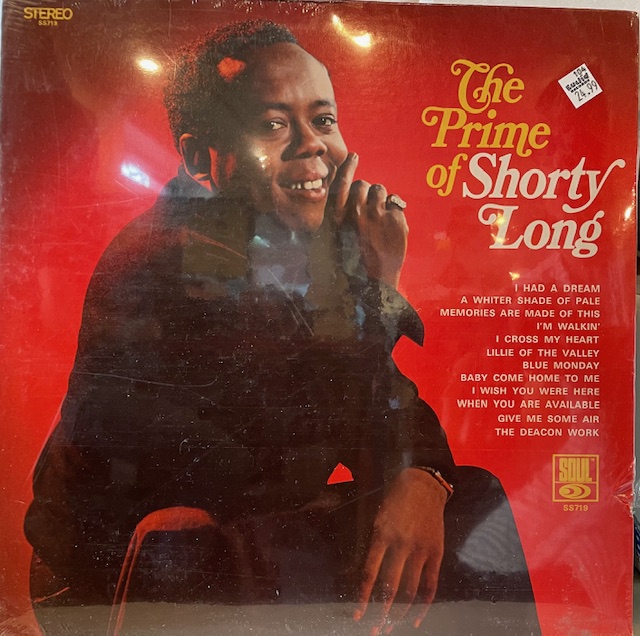 STEREO
SS719
The
Prime
of Shorty
Long
24.99
I HAD A DREAM
A WHITER SHADE OF PALE
MEMORIES ARE MADE OF THIS
I'M WALKIN'
I CROSS MY HEART
LILLIE OF THE VALLEY
BLUE MONDAY
BABY COME HOME TO ME
I WISH YOU WERE HERE
WHEN YOU ARE AVAILABLE
GIVE ME SOME AIR
THE DEACON WORK
SOUL
SS719